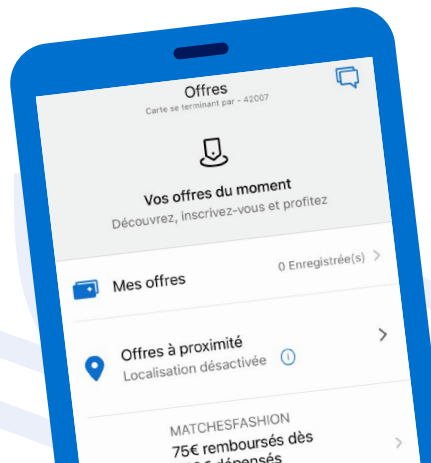 Offres
Carte se terminant par - 42007
Vos offres du moment
Découvrez, inscrivez-vous et profitez
Mes offres
0 Enregistrée(s)
Offres à proximité
Localisation désactivée
MATCHESFASHION
75€ remboursés dès
dépensés